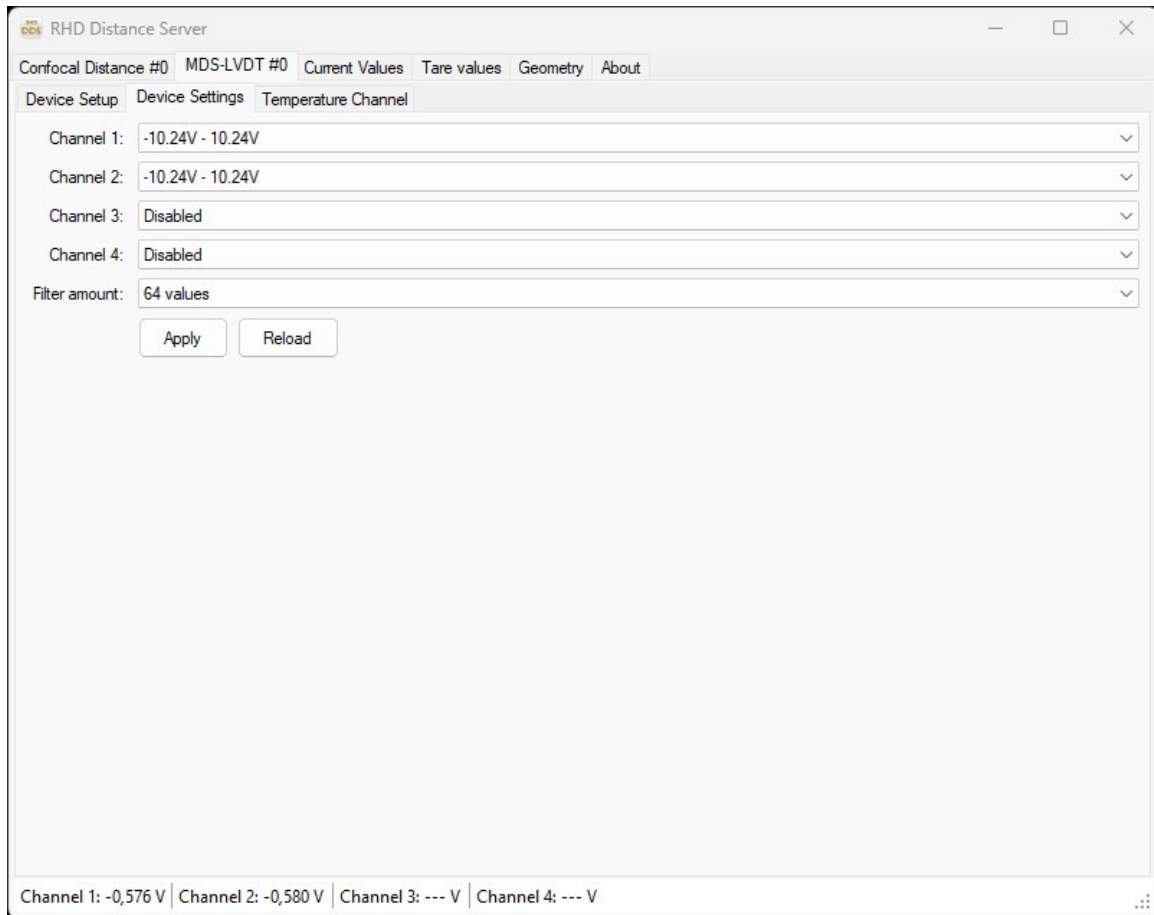 RHD Distance Server
Confocal Distance #0 MDS-LVDT #0 Current Values Tare values Geometry About
Device Setup Device Settings Temperature Channel
Channel 1: -10.24V - 10.24V
Channel 2: -10.24V - 10.24V
Channel 3: Disabled
Channel 4: Disabled
Filter amount: 64 values
Apply Reload
Channel 1: -0,576 V Channel 2: -0,580 V Channel 3: --- V Channel 4: --- V